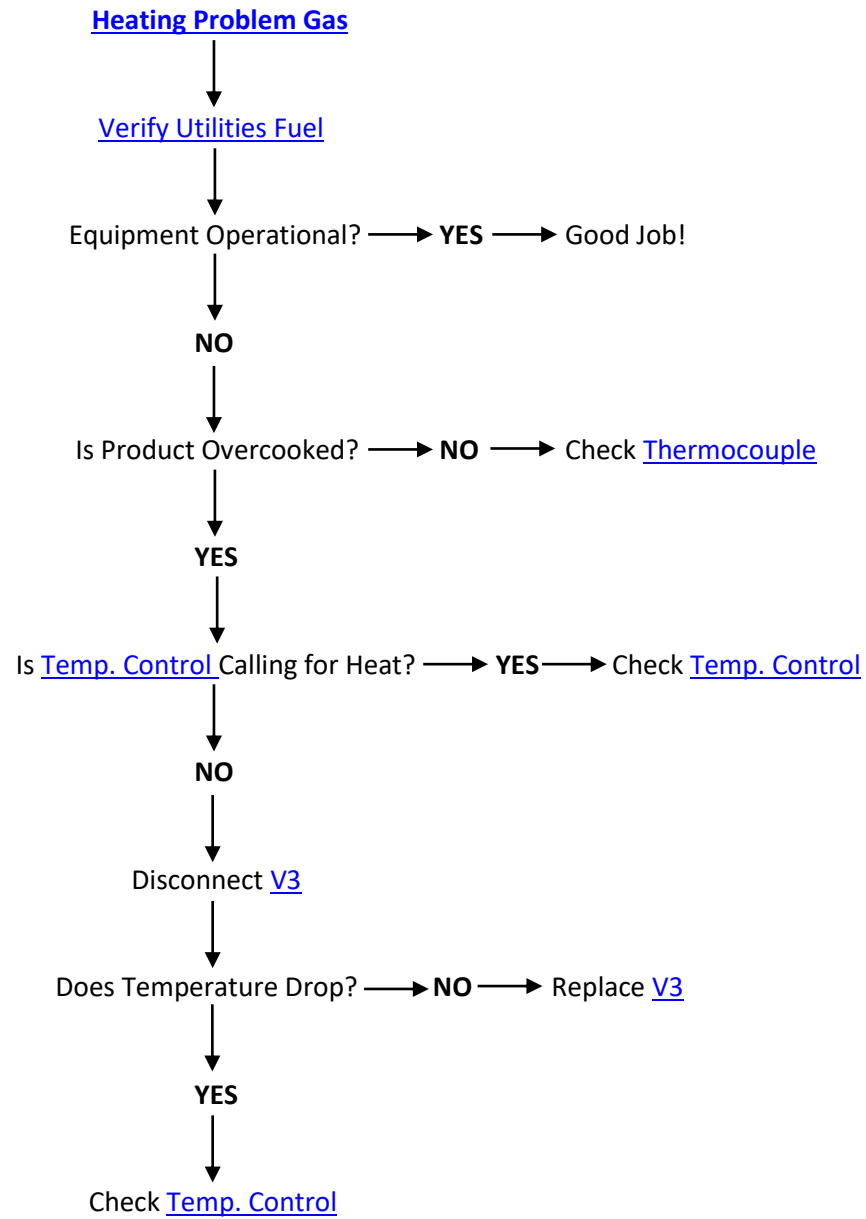 Heating Problem Gas
Verify Utilities Fuel
Equipment Operational? YES Good Job!
NO
Is Product Overcooked? NO Check Thermocouple
YES
Is Temp. Control Calling for Heat? YES Check Temp. Control
NO
Disconnect V3
Does Temperature Drop? NO Replace V3
YES
Check Temp. Control